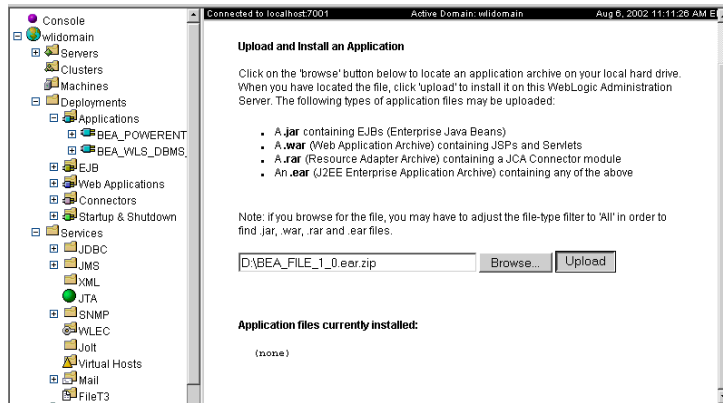 Connected to localhost:7001 Active Domain: wlidomain Aug 6, 2002 11:11:26 AM E
Console
wlidomain
Servers
Clusters
Machines
Deployments
Applications
BEA_POWERENT
BEA_WLS_DBMS_
EJB
Web Applications
Connectors
Startup & Shutdown
Services
JDBC
JMS
XML
JTA
SNMP
WLEC
Jolt
Virtual Hosts
Mail
FileT3
Upload and Install an Application
Click on the 'browse' button below to locate an application archive on your local hard drive.
When you have located the file, click 'upload' to install it on this WebLogic Administration
Server. The following types of application files may be uploaded:
A .jar containing EJBs (Enterprise Java Beans)
A .war (Web Application Archive) containing JSPs and Servlets
A .rar (Resource Adapter Archive) containing a JCA Connector module
An .ear (J2EE Enterprise Application Archive) containing any of the above
Note: if you browse for the file, you may have to adjust the file-type filter to 'All' in order to
find .jar, .war, .rar and .ear files.
D:\BEA_FILE_1_0.ear.zip Browse... Upload
Application files currently installed:
(none)